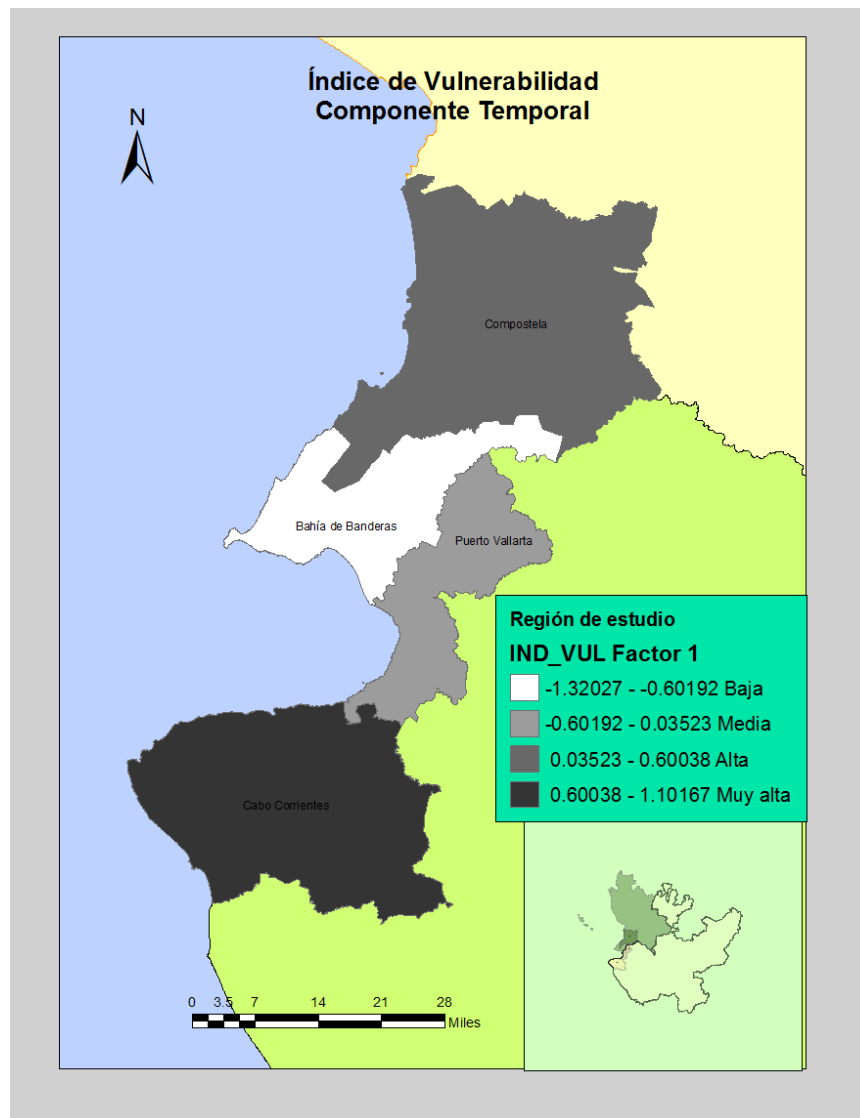 Índice de Vulnerabilidad
Componente Temporal
N
Compostela
Bahía de Banderas
Puerto Vallarta
Región de estudio
IND_VUL Factor 1
-1.32027 - -0.60192 Baja
-0.60192 - 0.03523 Media
0.03523 - 0.60038 Alta
0.60038 - 1.10167 Muy alta
Cabo Corrientes
0 3.5 7 14 21 28
Miles